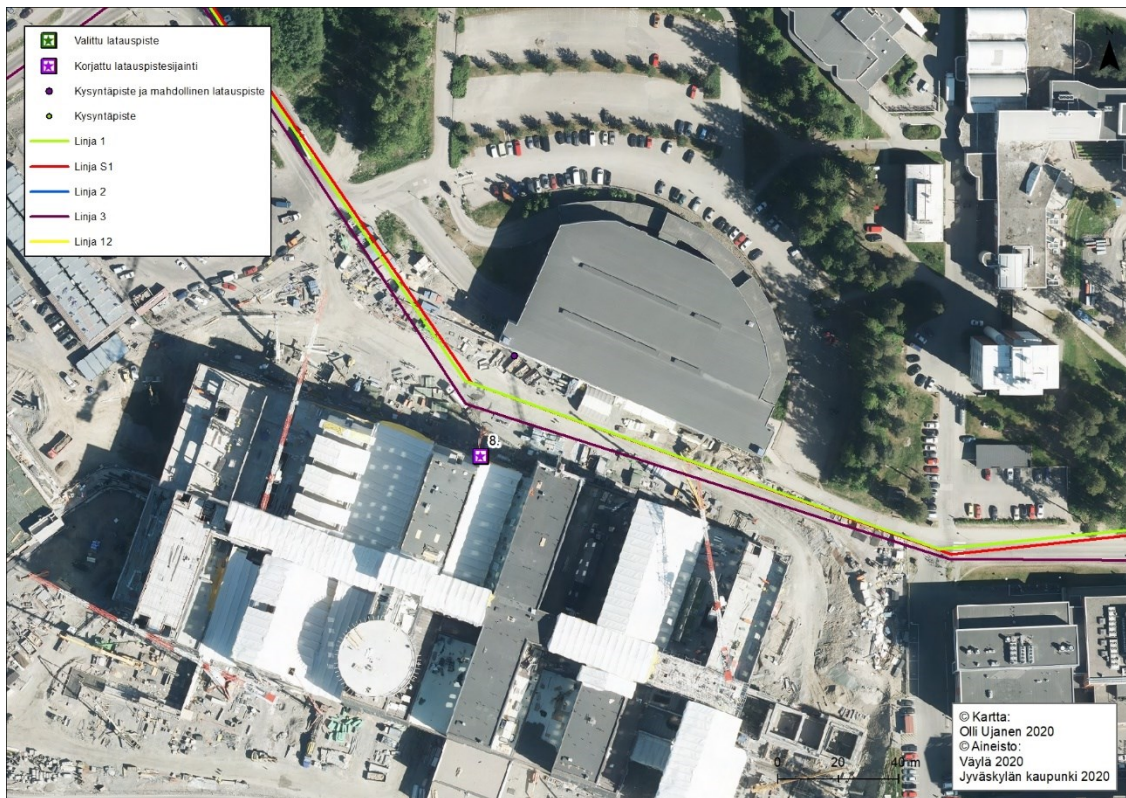 Valittu latauspiste
Korjattu latauspistesijainti
Kysyntäpiste ja mahdollinen latauspiste
Kysyntäpiste
Linja 1
Linja S1
Linja 2
Linja 3
Linja 12
8.
© Kartta:
Olli Ujanen 2020
© Aineisto:
Väylä 2020
Jyväskylän kaupunki 2020
0 20 40 m